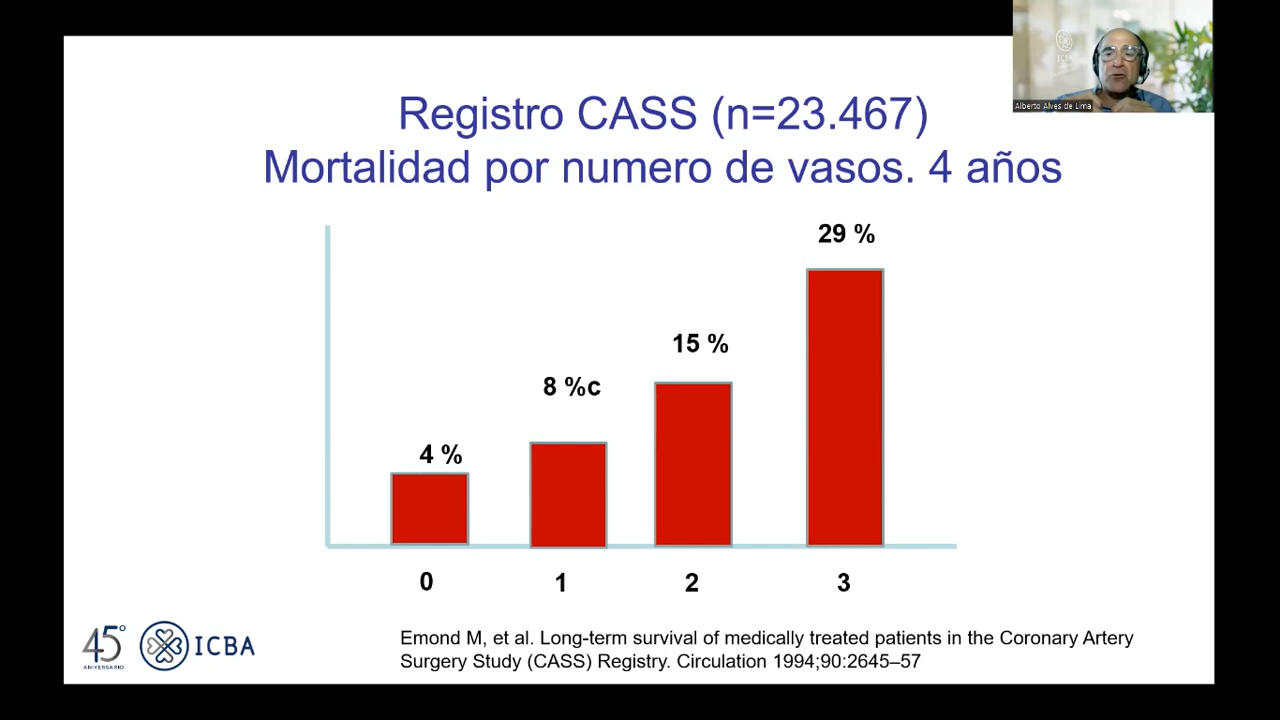 Alberto Alves de Lima
Registro CASS (n=23.467)
Mortalidad por numero de vasos. 4 años
29 %
15 %
8 %c
4 %
0 1 2 3
45°
ANIVERSARIO
ICBA
Emond M, et al. Long-term survival of medically treated patients in the Coronary Artery
Surgery Study (CASS) Registry. Circulation 1994;90:2645–57